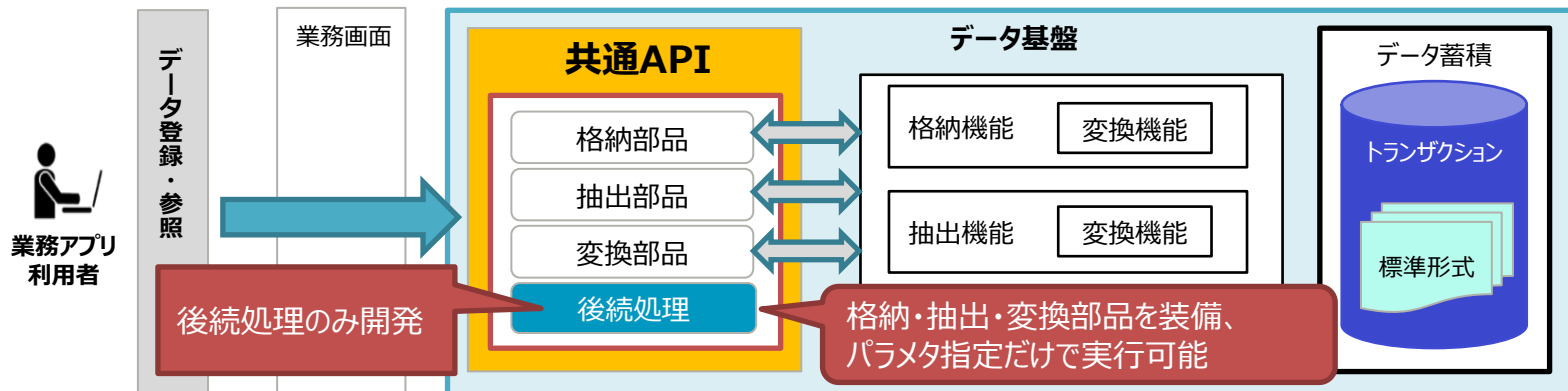 業務アプリ
利用者
データ登録・参照
業務画面
共通API
格納部品
抽出部品
変換部品
後続処理
後続処理のみ開発
格納・抽出・変換部品を装備、
パラメタ指定だけで実行可能
データ基盤
格納機能
変換機能
抽出機能
変換機能
データ蓄積
トランザクション
標準形式